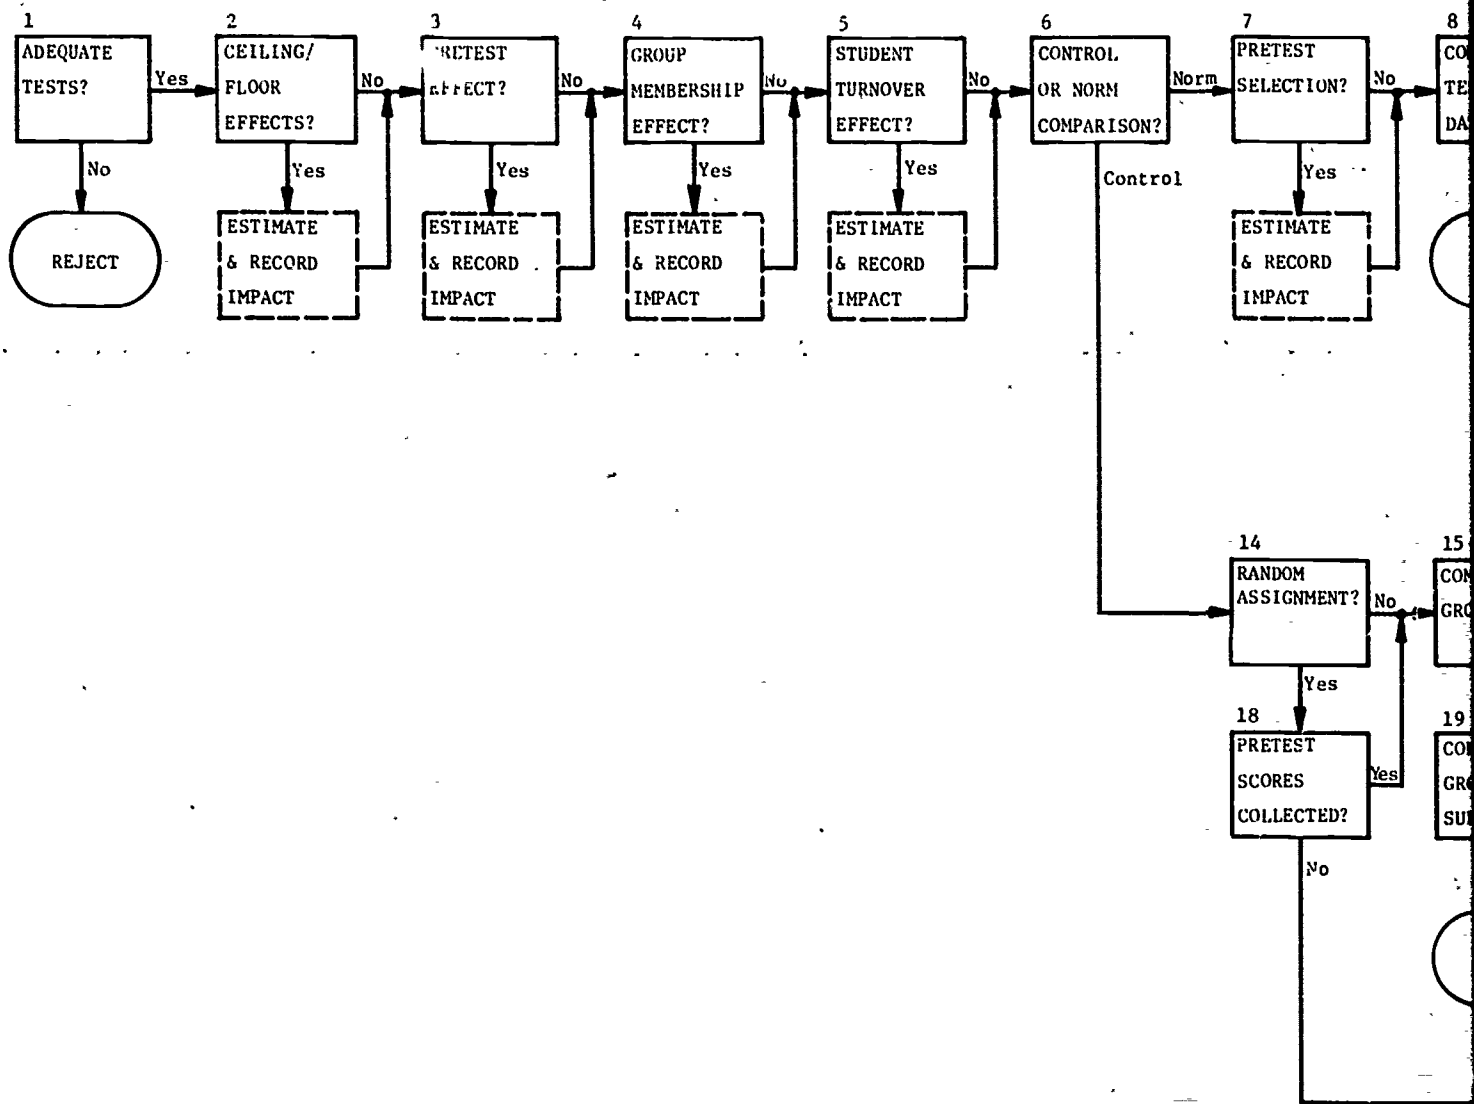 1
ADEQUATE
TESTS?
Yes
No
REJECT
2
CEILING/
FLOOR
EFFECTS?
No
Yes
ESTIMATE
& RECORD
IMPACT
3
EFFECT?
No
Yes
ESTIMATE
& RECORD
IMPACT
4
GROUP
MEMBERSHIP
EFFECT?
No
Yes
ESTIMATE
& RECORD
IMPACT
5
STUDENT
TURNOVER
EFFECT?
No
Yes
ESTIMATE
& RECORD
IMPACT
6
CONTROL
OR NORM
COMPARISON?
Norm
Control
7
PRETEST
SELECTION?
No
Yes
ESTIMATE
& RECORD
IMPACT
8
14
RANDOM
ASSIGNMENT?
No
Yes
15
18
PRETEST
SCORES
COLLECTED?
Yes
No
19